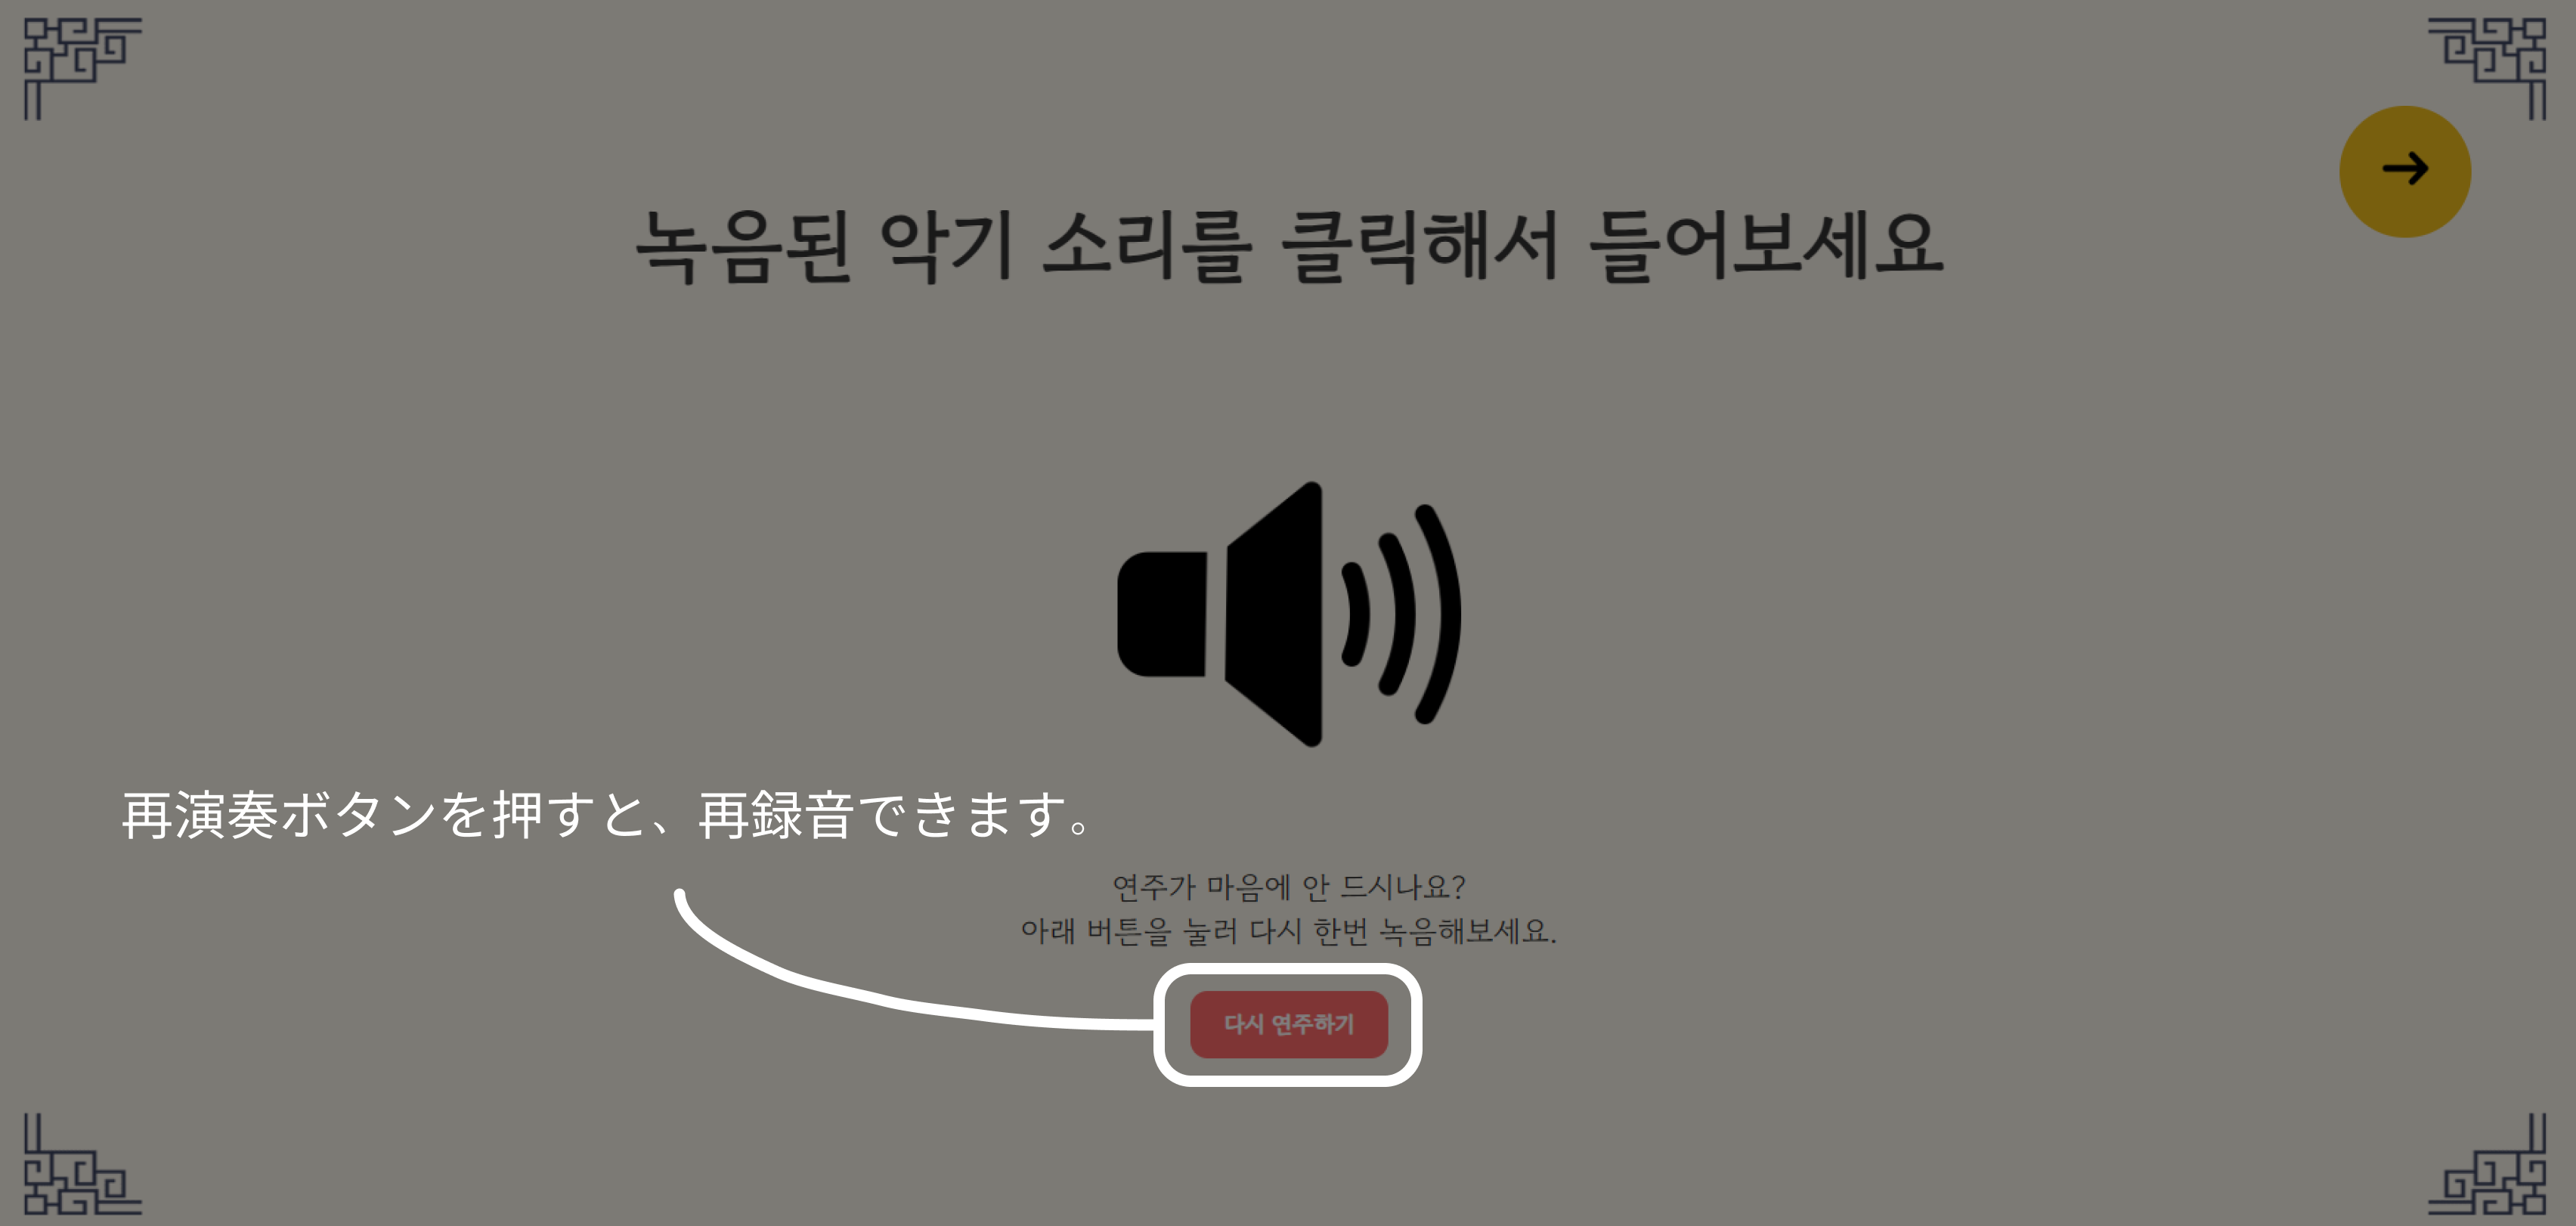 녹음된 악기 소리를 클릭해서 들어보세요
再演奏ボタンを押すと、再録音できます。
연주가 마음에 안 드시나요?
아래 버튼을 눌러 다시 한번 녹음해보세요.
다시 연주하기